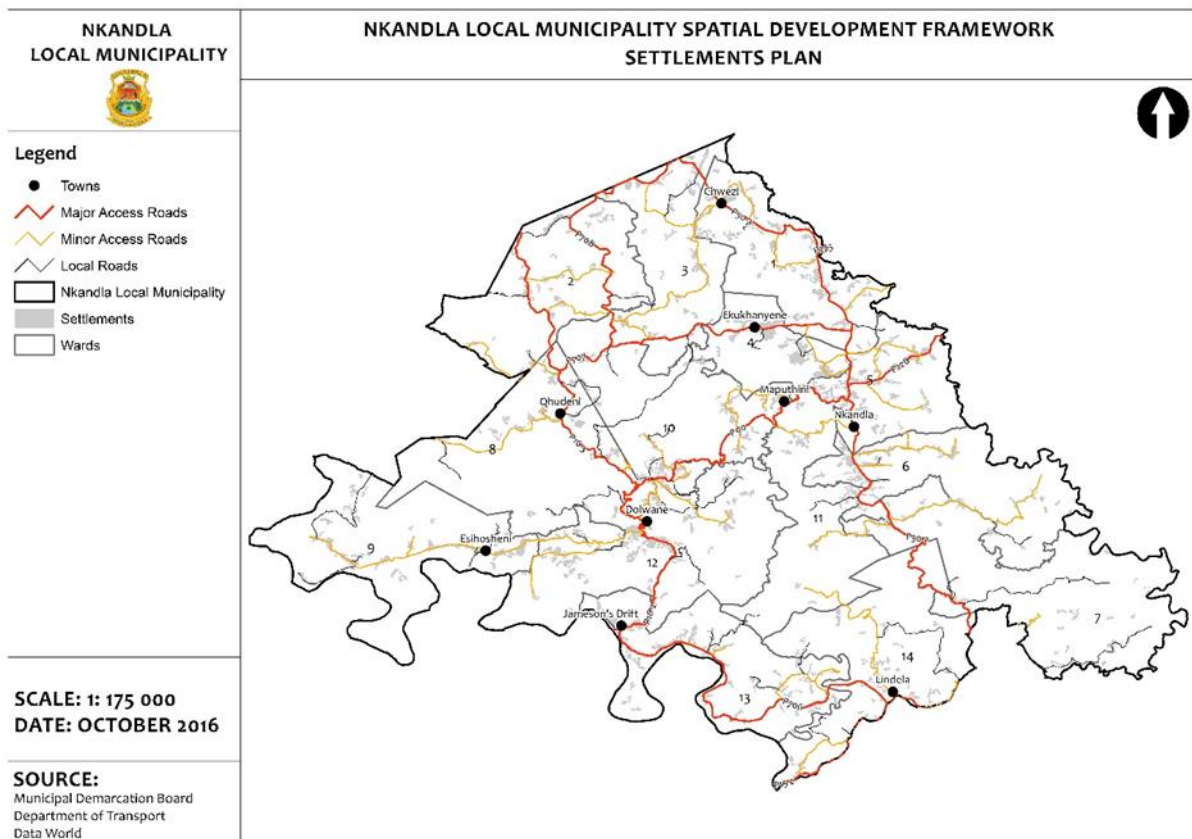 NKANDLA
LOCAL MUNICIPALITY
NKANDLA LOCAL MUNICIPALITY SPATIAL DEVELOPMENT FRAMEWORK
SETTLEMENTS PLAN
Legend
Towns
Major Access Roads
Minor Access Roads
Local Roads
Nkandla Local Municipality
Settlements
Wards
SCALE: 1: 175 000
DATE: OCTOBER 2016
SOURCE:
Municipal Demarcation Board
Department of Transport
Data World
Chwezi
3
1
2
Ekukhanyene
4
5
Maputhini
Qhudeni
Nkandla
10
8
6
Dolwane
11
9
Esihosheni
12
Jameson's Drift
7
14
Lindela
13